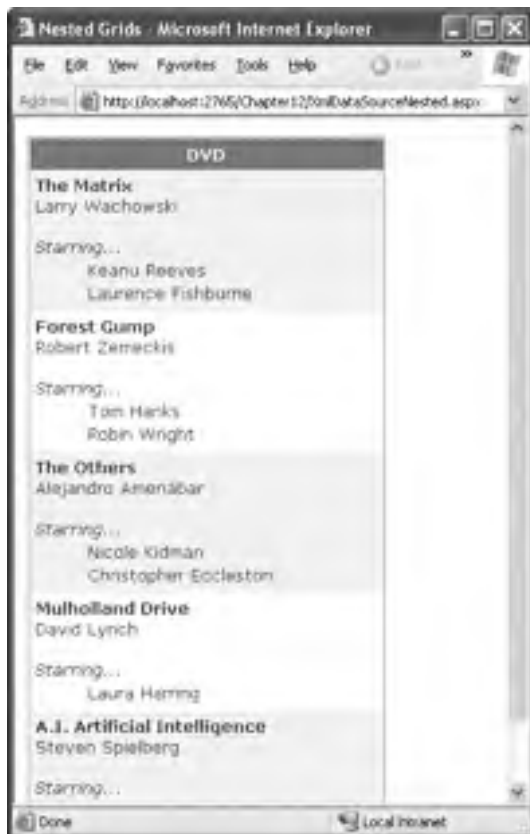 Nested Grids - Microsoft Internet Explorer
File Edit View Favorites Tools Help
Address http://localhost:2765/Chapter12/XmlDataSourceNested.aspx
DVD
The Matrix
Larry Wachowski
Starring...
Keanu Reeves
Laurence Fishburne
Forest Gump
Robert Zemeckis
Starring...
Tom Hanks
Robin Wright
The Others
Alejandro Amenábar
Starring...
Nicole Kidman
Christopher Eccleston
Mulholland Drive
David Lynch
Starring...
Laura Harring
A.I. Artificial Intelligence
Steven Spielberg
Starring...
Done
Local intranet